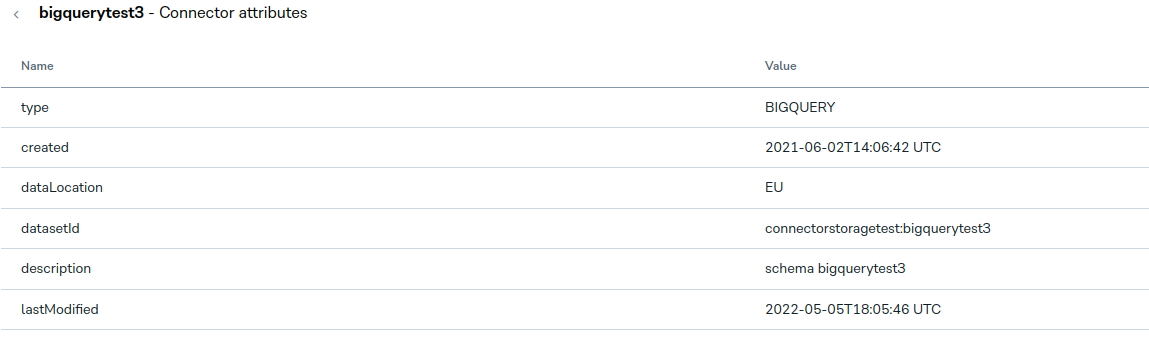 bigquerytest3 - Connector attributes
Name Value
type BIGQUERY
created 2021-06-02T14:06:42 UTC
dataLocation EU
datasetId connectorstoragetest:bigquerytest3
description schema bigquerytest3
lastModified 2022-05-05T18:05:46 UTC